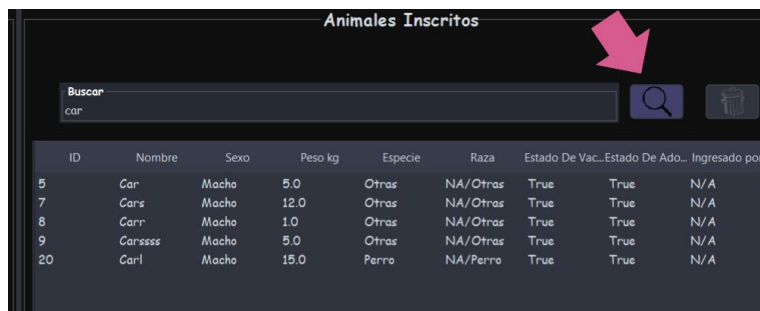 Animales Inscritos
Buscar
car
ID Nombre Sexo Peso kg Especie Raza Estado De Vac... Estado De Ado... Ingresado por
5 Car Macho 5.0 Otras NA/Otras True True N/A
7 Cars Macho 12.0 Otras NA/Otras True True N/A
8 Carr Macho 1.0 Otras NA/Otras True True N/A
9 Carssss Macho 5.0 Otras NA/Otras True True N/A
20 Carl Macho 15.0 Perro NA/Perro True True N/A